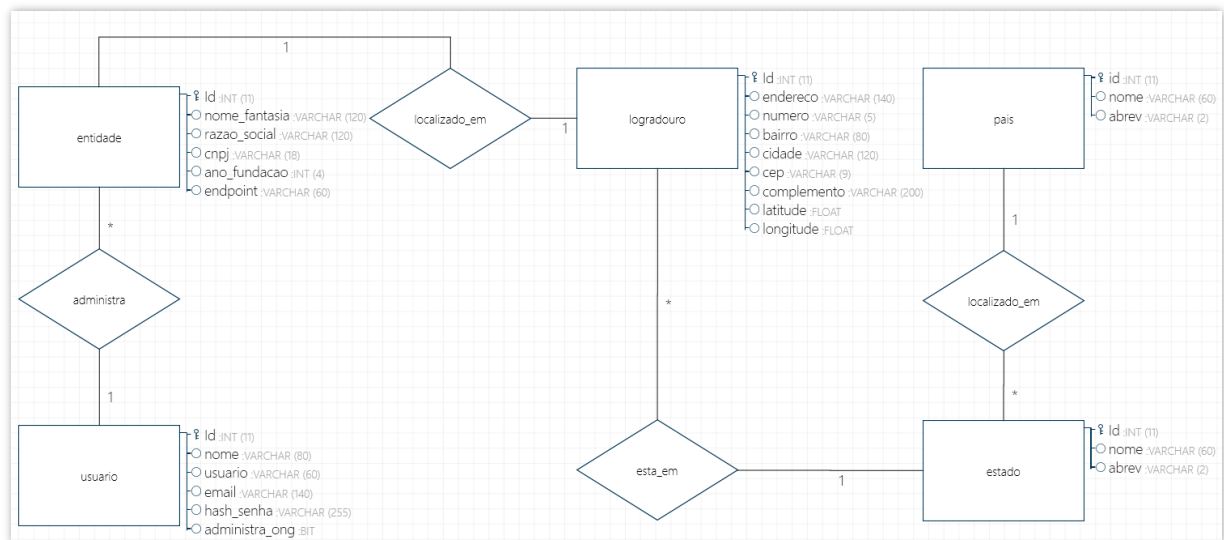 1
entidade
Id :INT (11)
nome_fantasia :VARCHAR (120)
razao_social :VARCHAR (120)
cnpj :VARCHAR (18)
ano_fundacao :INT (4)
endpoint :VARCHAR (60)
localizado_em
1
logradouro
Id :INT (11)
endereco :VARCHAR (140)
numero :VARCHAR (5)
bairro :VARCHAR (80)
cidade :VARCHAR (120)
cep :VARCHAR (9)
complemento :VARCHAR (200)
latitude :FLOAT
longitude :FLOAT
pais
id :INT (11)
nome :VARCHAR (60)
abrev :VARCHAR (2)
*
administra
1
*
1
localizado_em
*
usuario
Id :INT (11)
nome :VARCHAR (80)
usuario :VARCHAR (60)
email :VARCHAR (140)
hash_senha :VARCHAR (255)
administra_ong :BIT
esta_em
1
estado
Id :INT (11)
nome :VARCHAR (60)
abrev :VARCHAR (2)